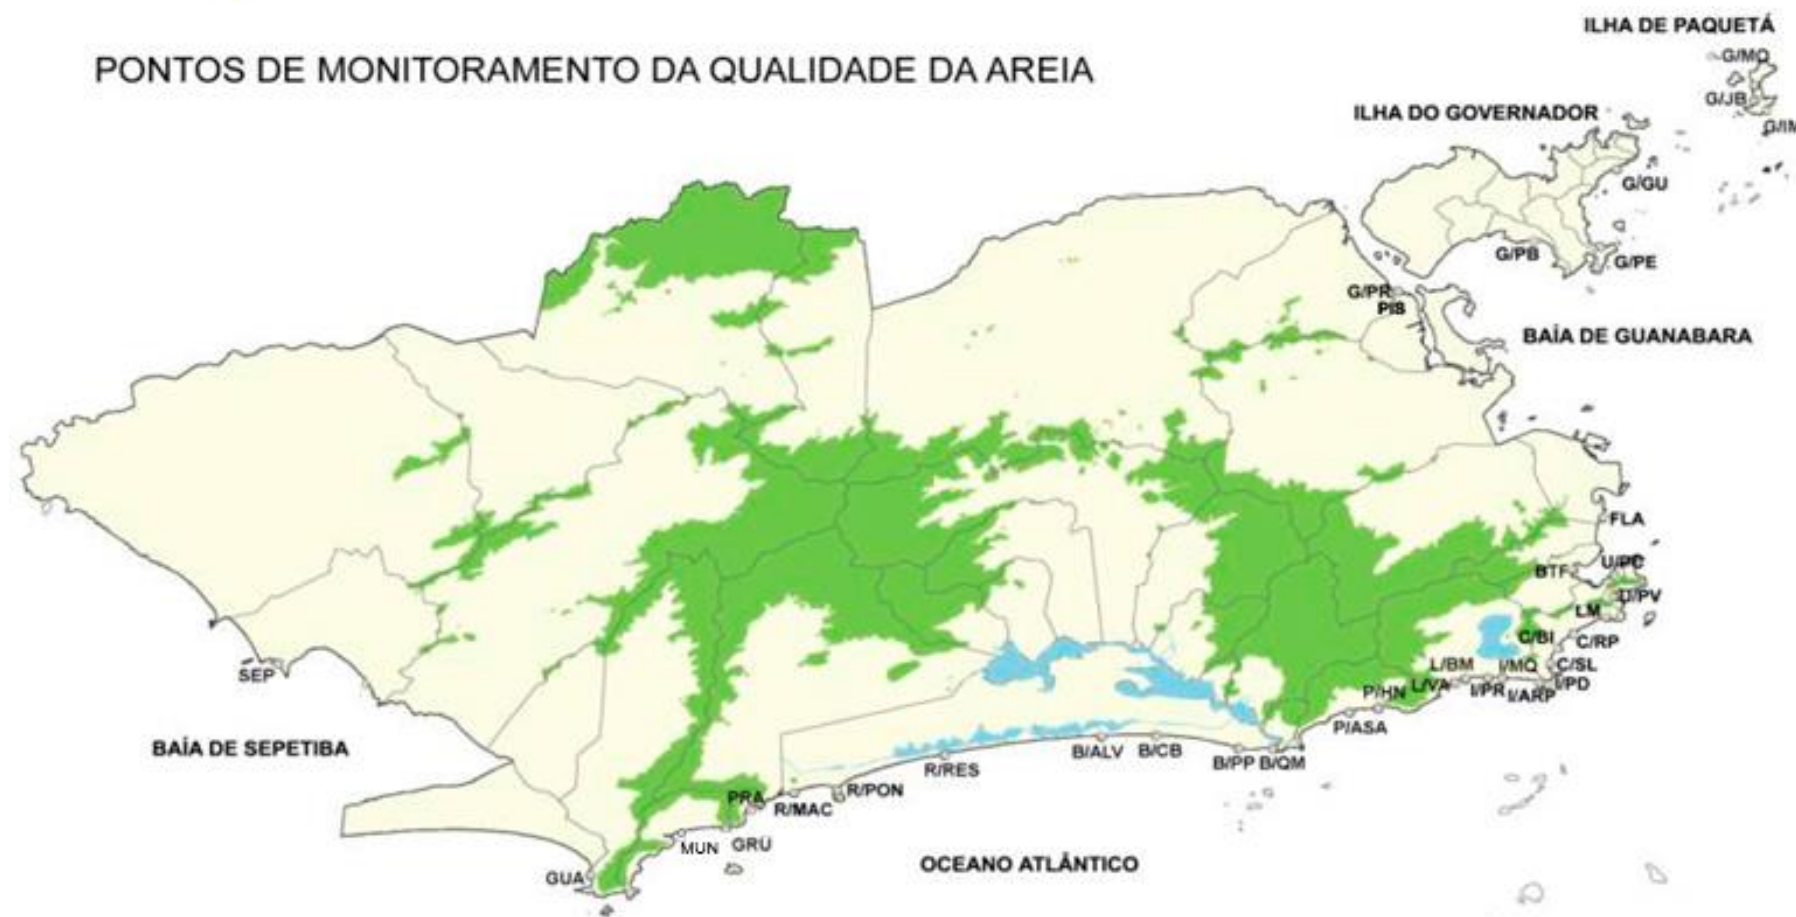 ILHA DE PAQUETÁ
G/MO
PONTOS DE MONITORAMENTO DA QUALIDADE DA AREIA
G/JB
ILHA DO GOVERNADOR
G/IM
G/GU
G/PB
G/PE
G/PR
PIS
BAÍA DE GUANABARA
FLA
U/PC
BTF
U/PV
LM
C/BI
C/RP
L/BM
I/MQ
C/SL
SEP
P/HN
L/VA
I/PR
I/ARP
I/PD
P/ASA
BAÍA DE SEPETIBA
B/ALV
B/CB
B/PP
B/QM
R/RES
PRA
R/MAC
R/PON
MUN
GRU
OCEANO ATLÂNTICO
GUA